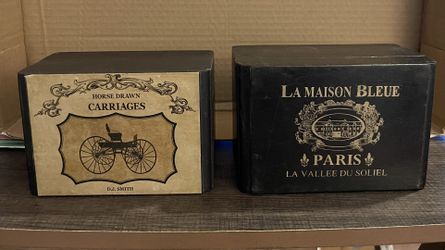 HORSE DRAWN
CARRIAGES
D.J. SMITH
LA MAISON BLEUE
PARIS
LA VALLEE DU SOLIEL